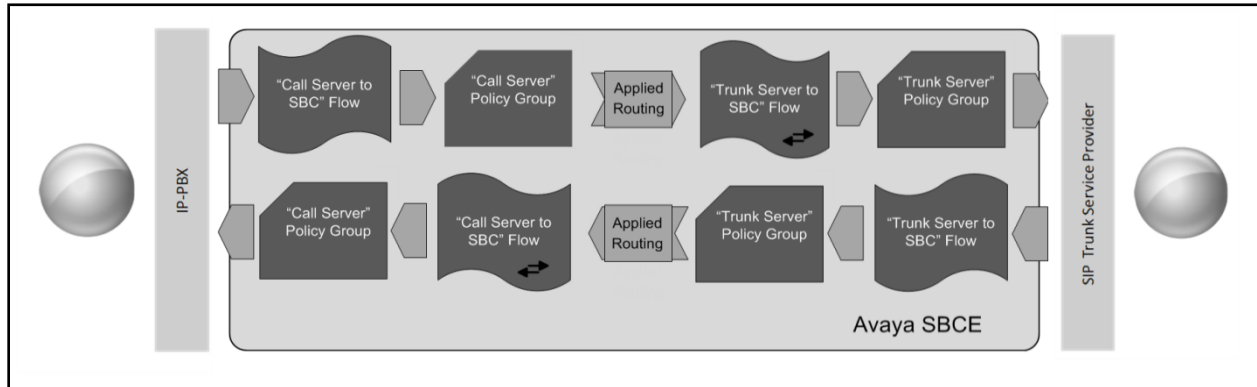 IP-PBX
“Call Server to
SBC” Flow
“Call Server”
Policy Group
Applied
Routing
“Trunk Server to
SBC” Flow
“Trunk Server”
Policy Group
“Call Server”
Policy Group
“Call Server to
SBC” Flow
Applied
Routing
“Trunk Server”
Policy Group
“Trunk Server to
SBC” Flow
Avaya SBCE
SIP Trunk Service Provider